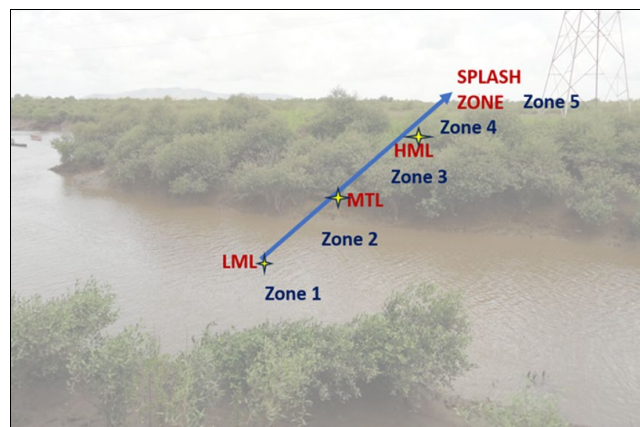 SPLASH
ZONE
Zone 5
Zone 4
HML
Zone 3
MTL
Zone 2
LML
Zone 1